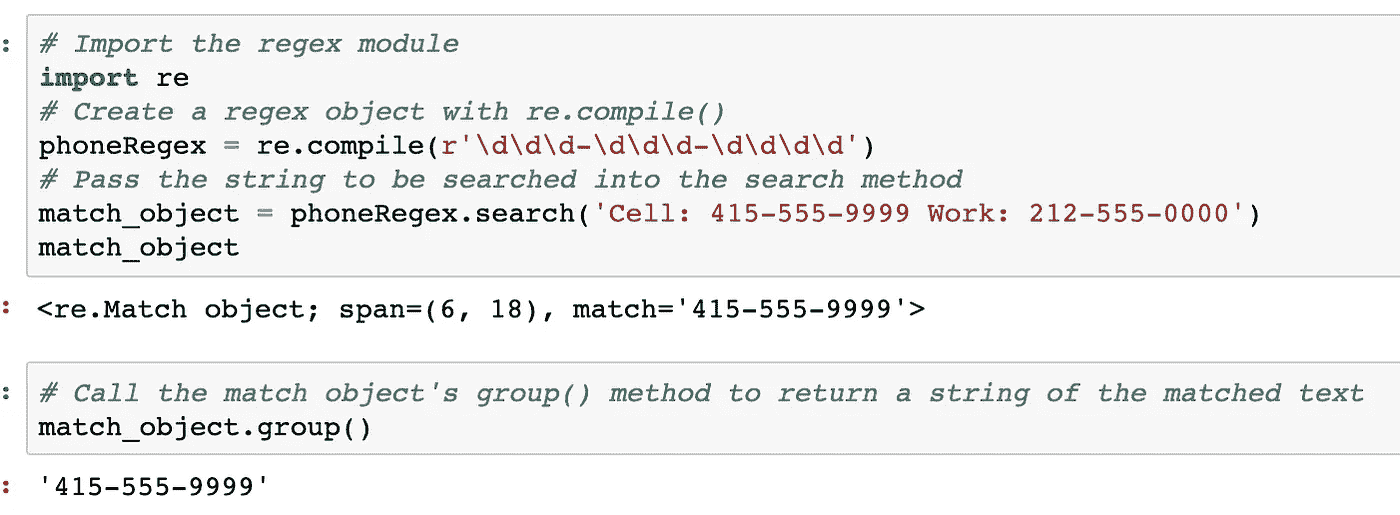 : # Import the regex module
import re
# Create a regex object with re.compile()
phoneRegex = re.compile(r'\d\d\d-\d\d\d-\d\d\d\d')
# Pass the string to be searched into the search method
match_object = phoneRegex.search('Cell: 415-555-9999 Work: 212-555-0000')
match_object
: <re.Match object; span=(6, 18), match='415-555-9999'>
: # Call the match object's group() method to return a string of the matched text
match_object.group()
: '415-555-9999'